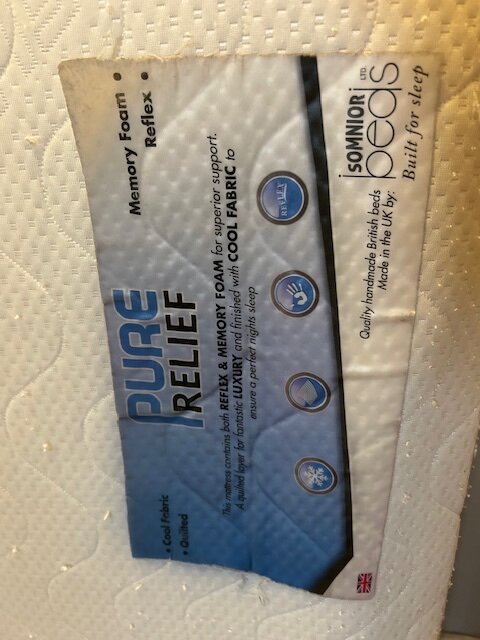 • Cool Fabric
• Quilted
PURE
RELIEF
Memory Foam •
Reflex •
This mattress contains both REFLEX & MEMORY FOAM for superior support.
A quilted layer for fantastic LUXURY and finished with COOL FABRIC to
ensure a perfect nights sleep
REFLEX
Quality handmade British beds
Made in the UK by:
SOMNIOR
beds
LTD.
Built for sleep